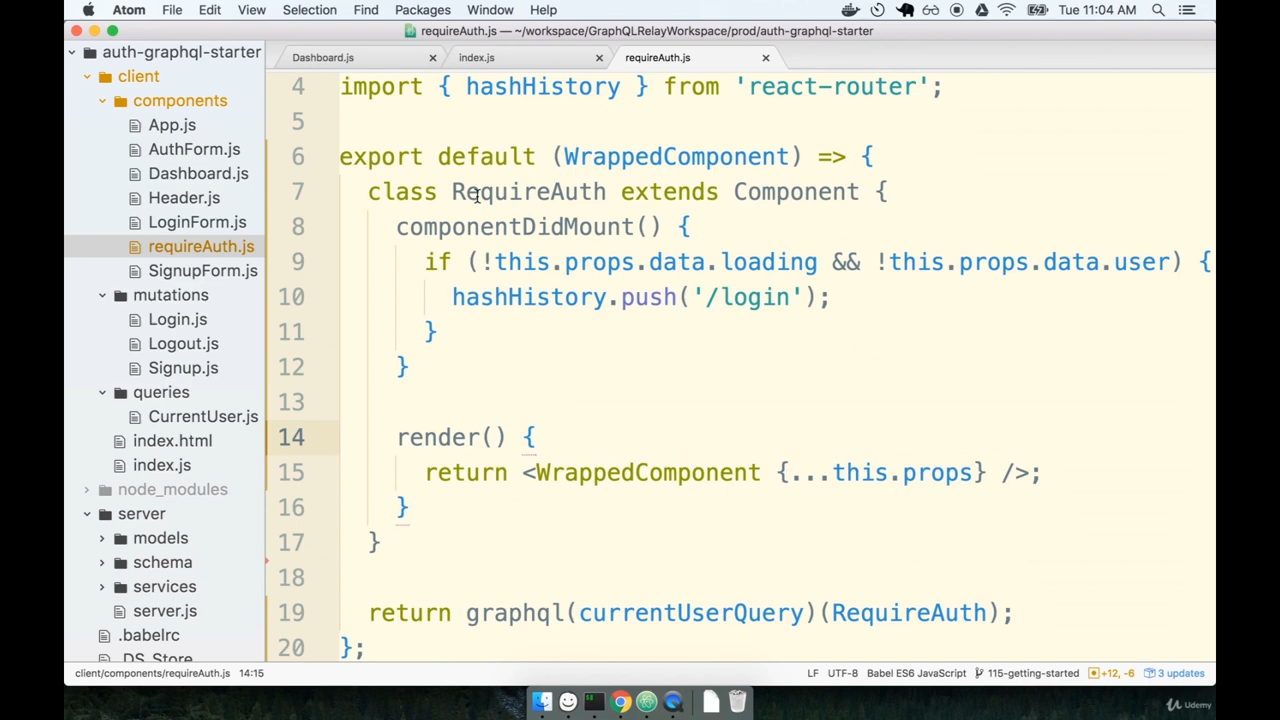 Atom File Edit View Selection Find Packages Window Help Tue 11:04 AM
requireAuth.js — ~/workspace/GraphQLRelayWorkspace/prod/auth-graphql-starter
auth-graphql-starter
client
components
App.js
AuthForm.js
Dashboard.js
Header.js
LoginForm.js
requireAuth.js
SignupForm.js
mutations
Login.js
Logout.js
Signup.js
queries
CurrentUser.js
index.html
index.js
node_modules
server
models
schema
services
server.js
.babelrc
.DS_Store
Dashboard.js index.js requireAuth.js
4 import { hashHistory } from 'react-router';
5
6 export default (WrappedComponent) => {
7 class RequireAuth extends Component {
8 componentDidMount() {
9 if (!this.props.data.loading && !this.props.data.user) {
10 hashHistory.push('/login');
11 }
12 }
13
14 render() {
15 return <WrappedComponent {...this.props} />;
16 }
17 }
18
19 return graphql(currentUserQuery)(RequireAuth);
20 };
client/components/requireAuth.js 14:15 LF UTF-8 Babel ES6 JavaScript 115-getting-started +12, -6 3 updates
Udemy